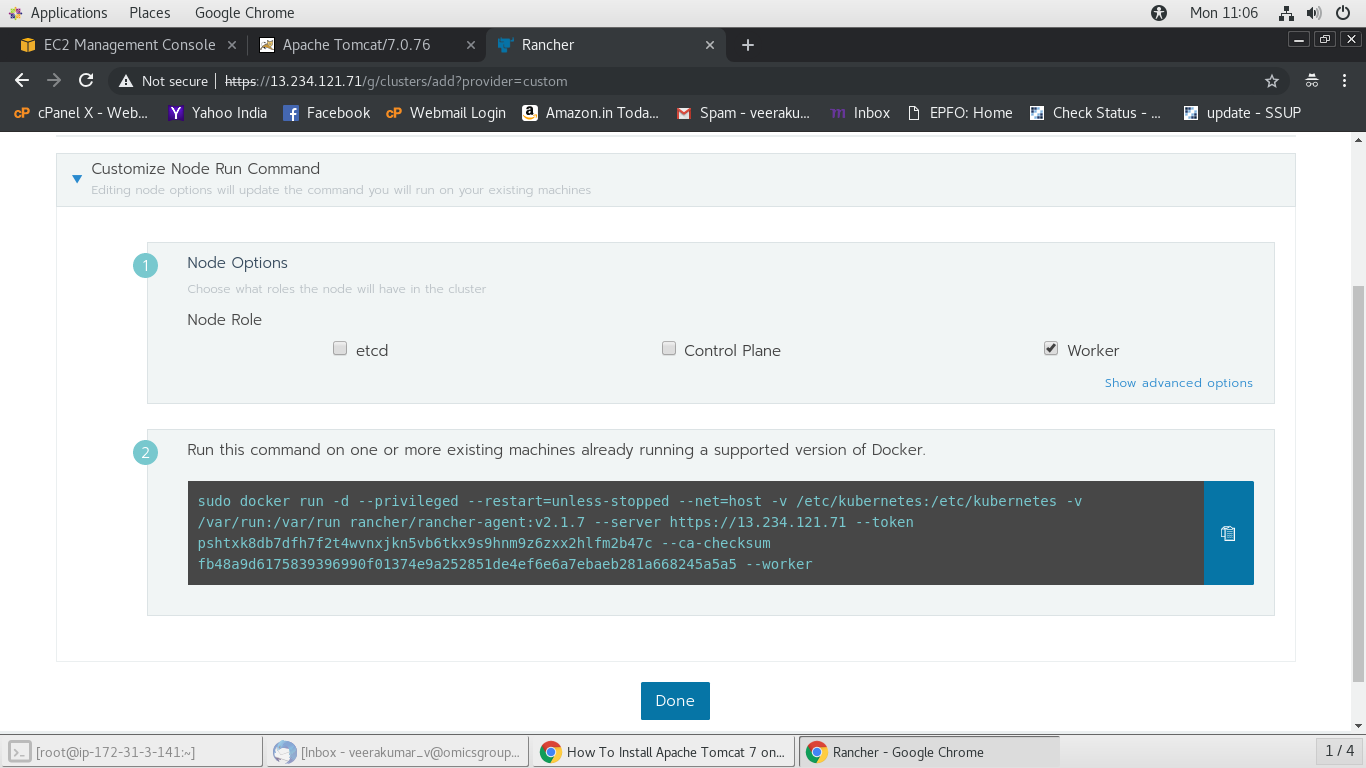 Applications Places Google Chrome Mon 11:06
EC2 Management Console Apache Tomcat/7.0.76 Rancher
Not secure https://13.234.121.71/g/clusters/add?provider=custom
cP cPanel X - Web... Y Yahoo India f Facebook cP Webmail Login a Amazon.in Toda... Spam - veeraku... m Inbox EPFO: Home Check Status - ... update - SSUP
Customize Node Run Command
Editing node options will update the command you will run on your existing machines
1 Node Options
Choose what roles the node will have in the cluster
Node Role
etcd Control Plane Worker
Show advanced options
2 Run this command on one or more existing machines already running a supported version of Docker.
sudo docker run -d --privileged --restart=unless-stopped --net=host -v /etc/kubernetes:/etc/kubernetes -v
/var/run:/var/run rancher/rancher-agent:v2.1.7 --server https://13.234.121.71 --token
pshtxk8db7dfh7f2t4wvnxjkn5vb6tkx9s9hnm9z6zxx2hlfm2b47c --ca-checksum
fb48a9d6175839396990f01374e9a252851de4ef6e6a7ebaeb281a668245a5a5 --worker
Done
[root@ip-172-31-3-141:~] [Inbox - veerakumar_v@omicsgroup... How To Install Apache Tomcat 7 on... Rancher - Google Chrome 1 / 4